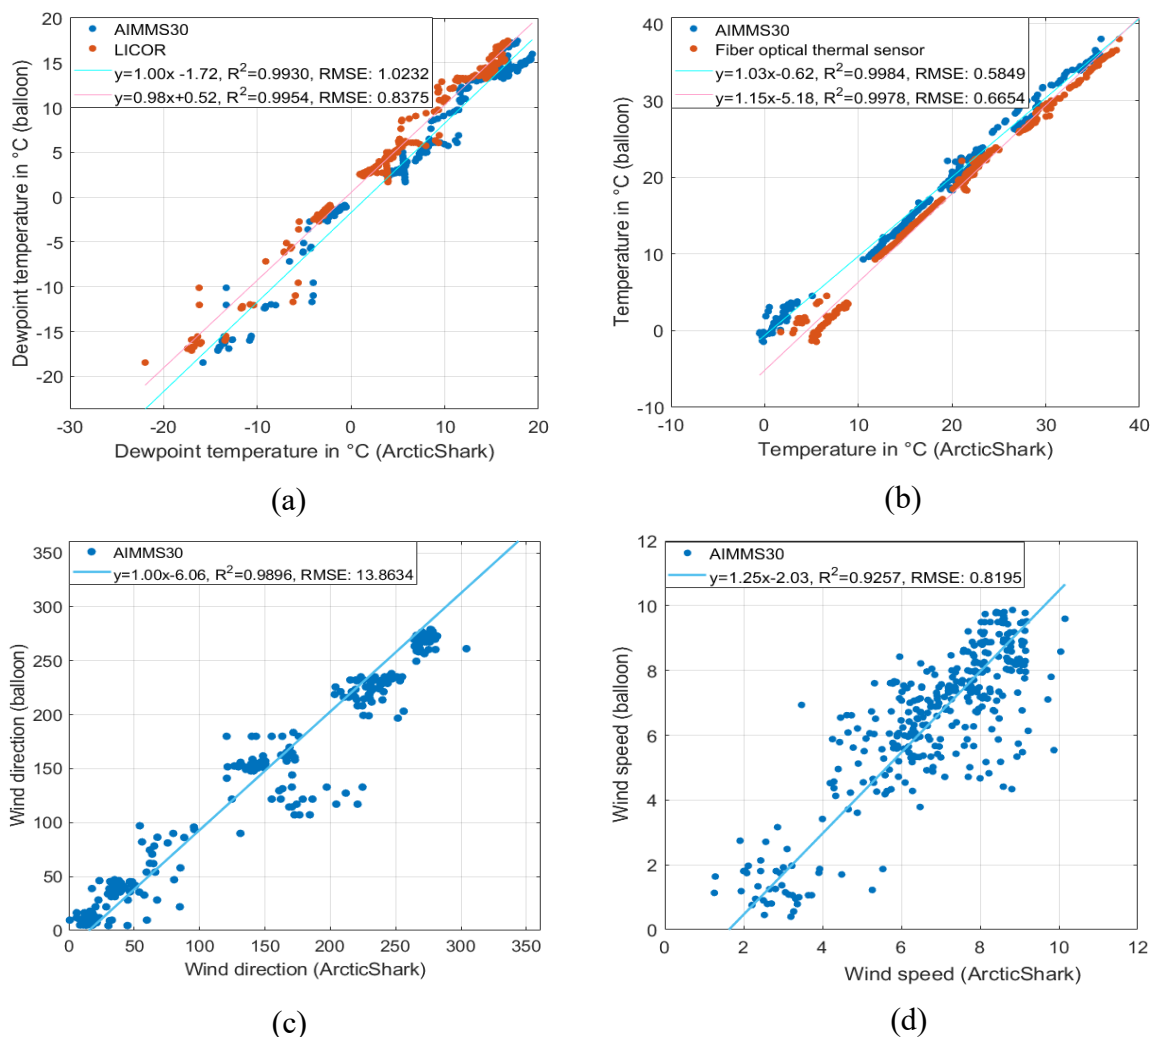 AIMMS30
LICOR
y=1.00x -1.72, R²=0.9930, RMSE: 1.0232
y=0.98x+0.52, R²=0.9954, RMSE: 0.8375
20
15
10
5
0
-5
-10
-15
-20
Dewpoint temperature in °C (balloon)
-30
-20
-10
0
10
20
Dewpoint temperature in °C (ArcticShark)
(a)
AIMMS30
Fiber optical thermal sensor
y=1.03x-0.62, R²=0.9984, RMSE: 0.5849
y=1.15x-5.18, R²=0.9978, RMSE: 0.6654
40
30
20
10
0
-10
Temperature in °C (balloon)
-10
0
10
20
30
40
Temperature in °C (ArcticShark)
(b)
AIMMS30
y=1.00x-6.06, R²=0.9896, RMSE: 13.8634
350
300
250
200
150
100
50
0
Wind direction (balloon)
0
50
100
150
200
250
300
350
Wind direction (ArcticShark)
(c)
AIMMS30
y=1.25x-2.03, R²=0.9257, RMSE: 0.8195
12
10
8
6
4
2
0
Wind speed (balloon)
0
2
4
6
8
10
12
Wind speed (ArcticShark)
(d)